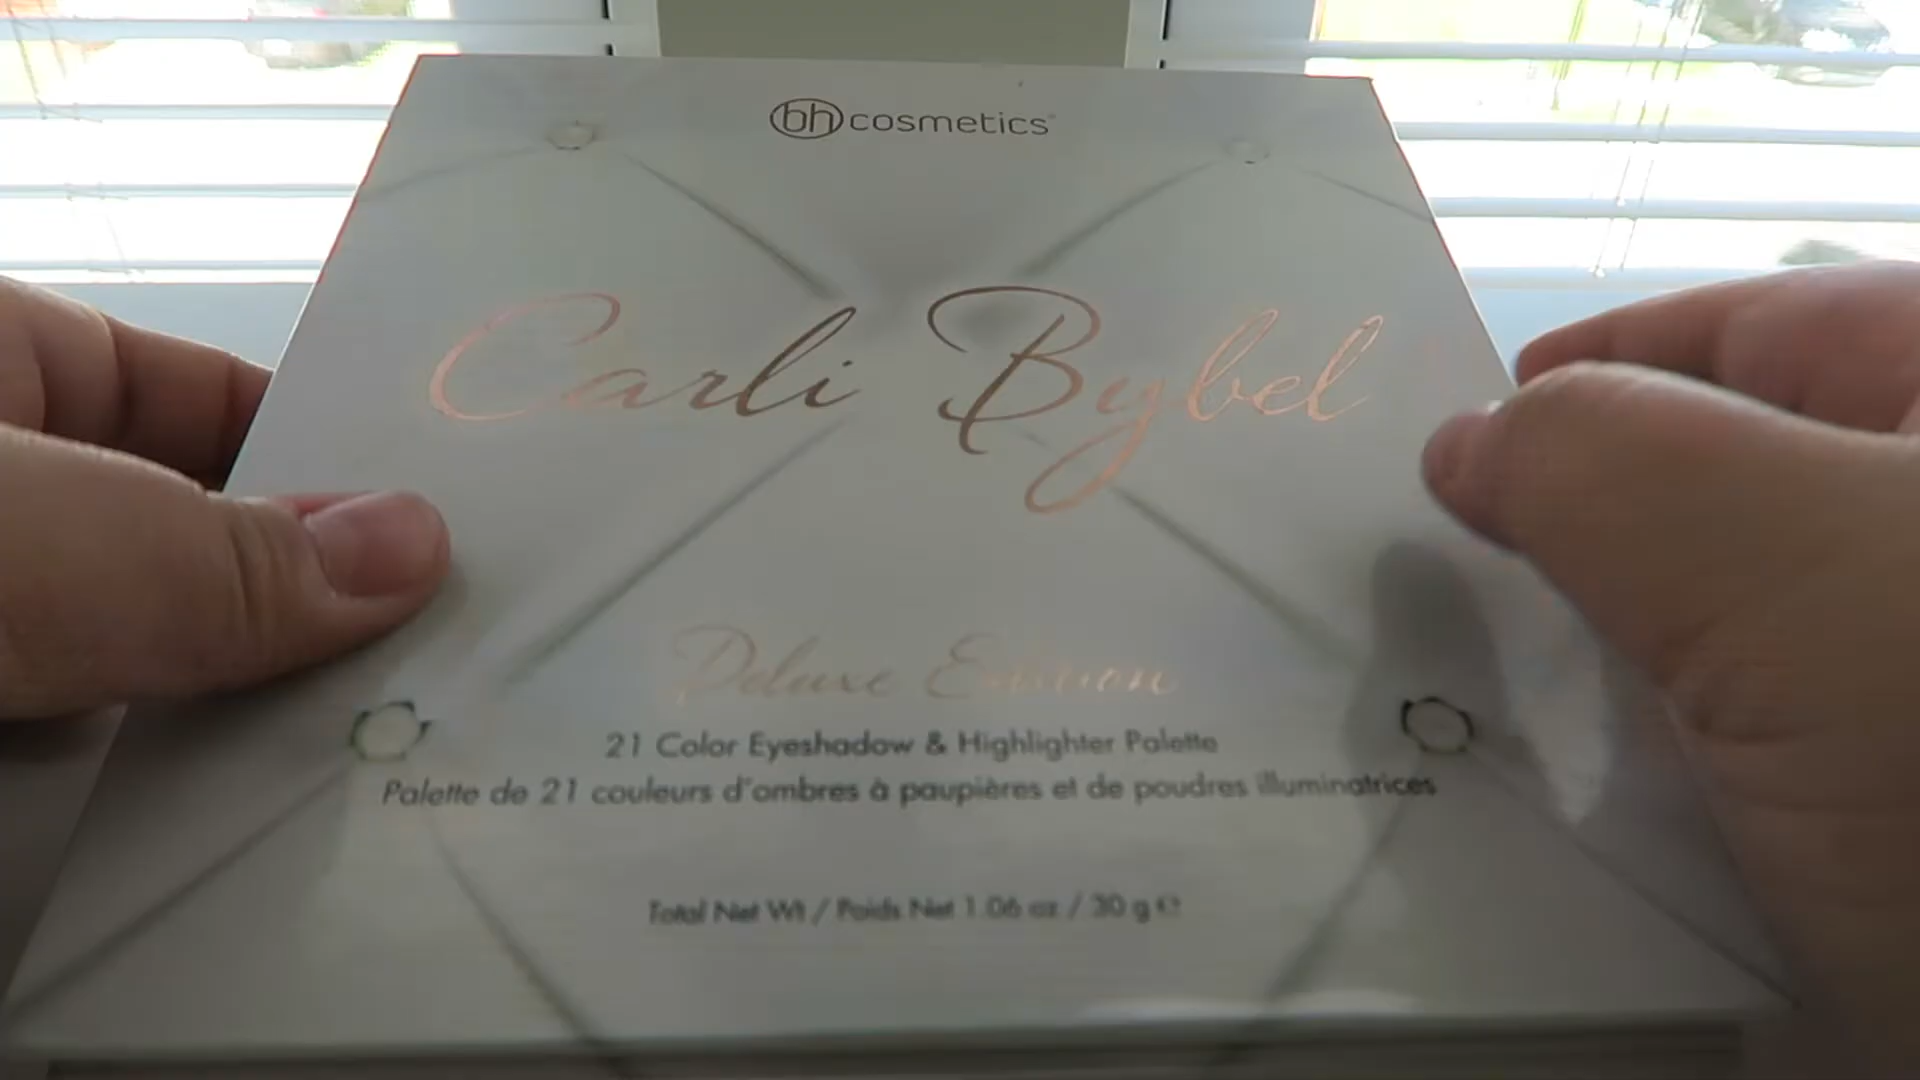 bh cosmetics
Carli Bybel
Deluxe Edition
21 Color Eyeshadow & Highlighter Palette
Palette de 21 couleurs d'ombres à paupières et de poudres illuminatrices
Total Net Wt / Poids Net 1.06 oz / 30 g ℮